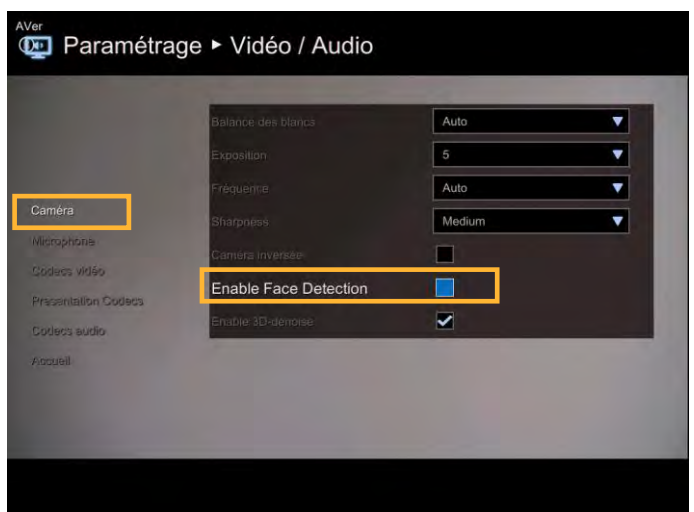 AVer
Paramétrage ► Vidéo / Audio
Balance des blancs Auto
Exposition 5
Fréquence Auto
Caméra
Sharpness Medium
Microphone
Caméra inversée
Codecs vidéo
Enable Face Detection
Presentation Codecs
Enable 3D-denoise
Codecs audio
Accueil